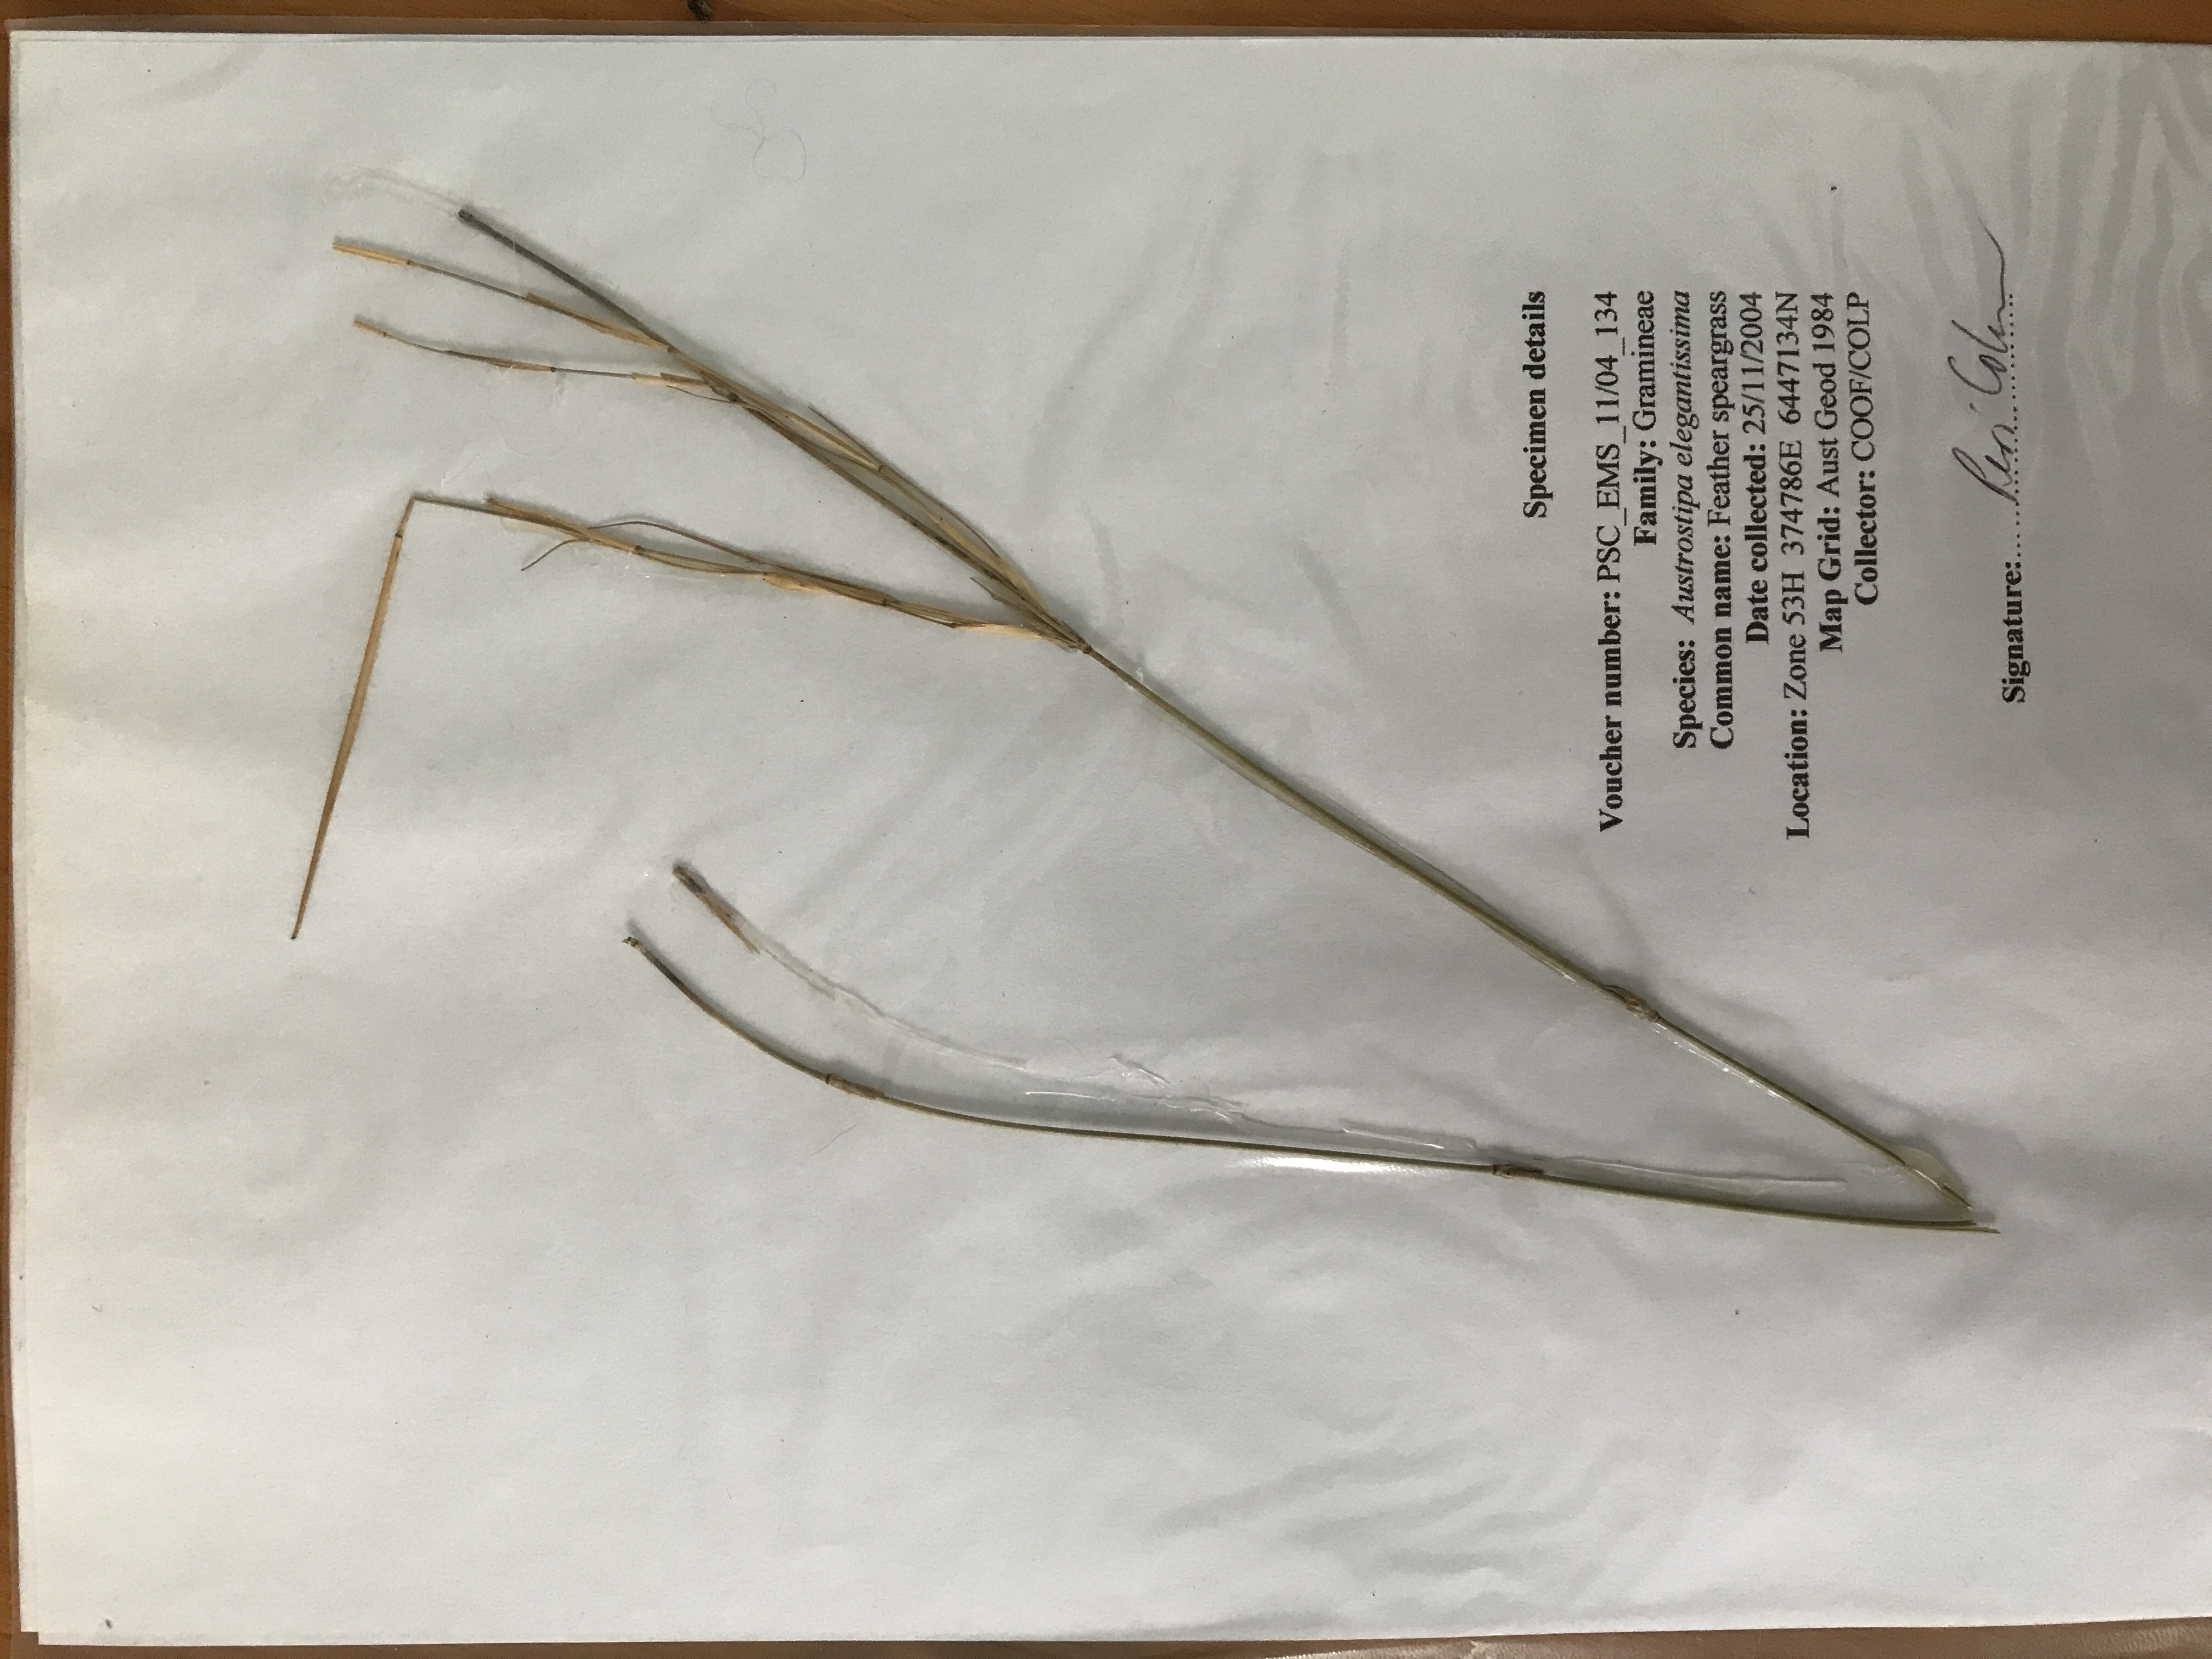 Specimen details
Voucher number: PSC_EMS_11/04_134
Family: Gramineae
Species: Austrostipa elegantissima
Common name: Feather speargrass
Date collected: 25/11/2004
Location: Zone 53H 374786E 6447134N
Map Grid: Aust Geod 1984
Collector: COOF/COLP
Signature: